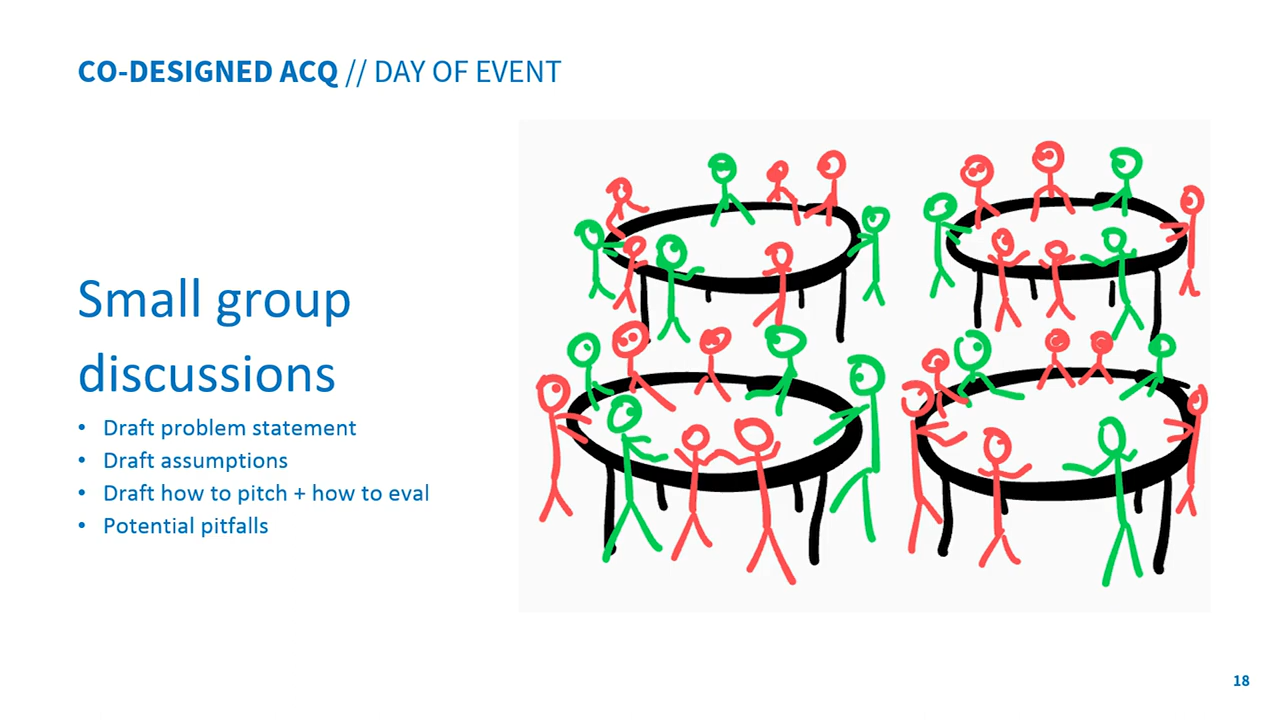 CO-DESIGNED ACQ // DAY OF EVENT
Small group
discussions
• Draft problem statement
• Draft assumptions
• Draft how to pitch + how to eval
• Potential pitfalls
18